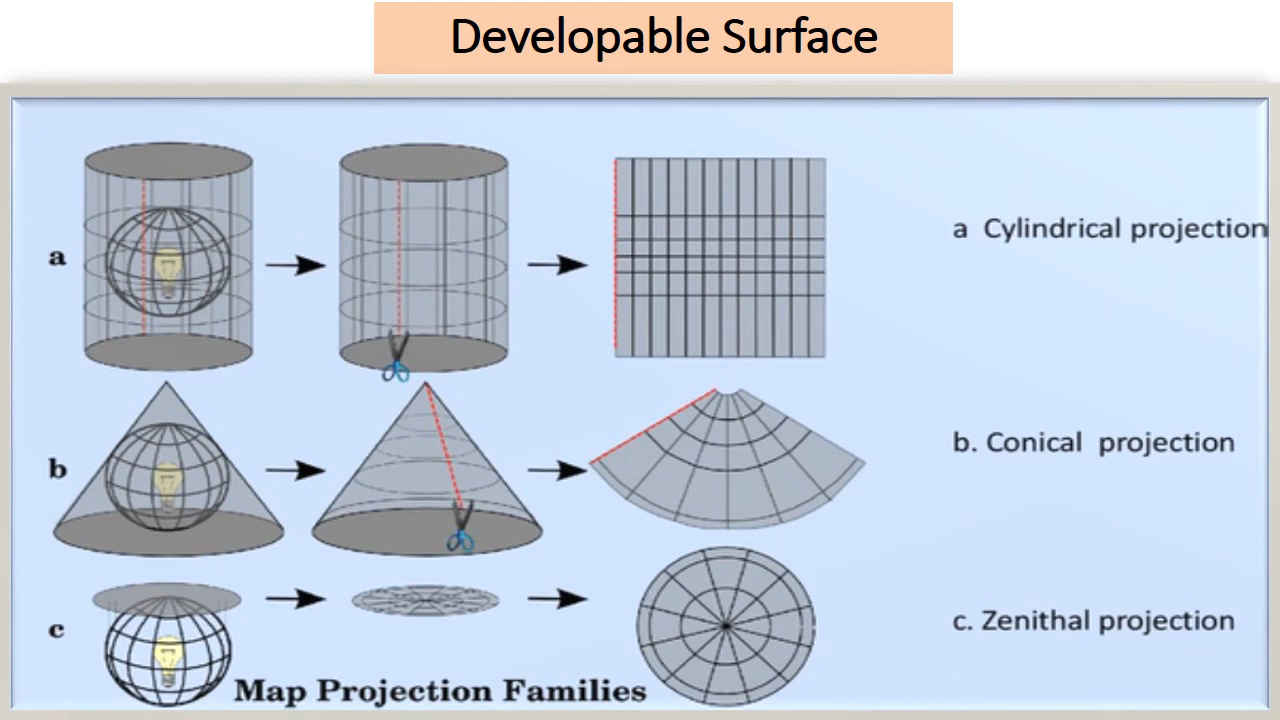 Developable Surface
a
a Cylindrical projection
b
b. Conical projection
c
c. Zenithal projection
Map Projection Families